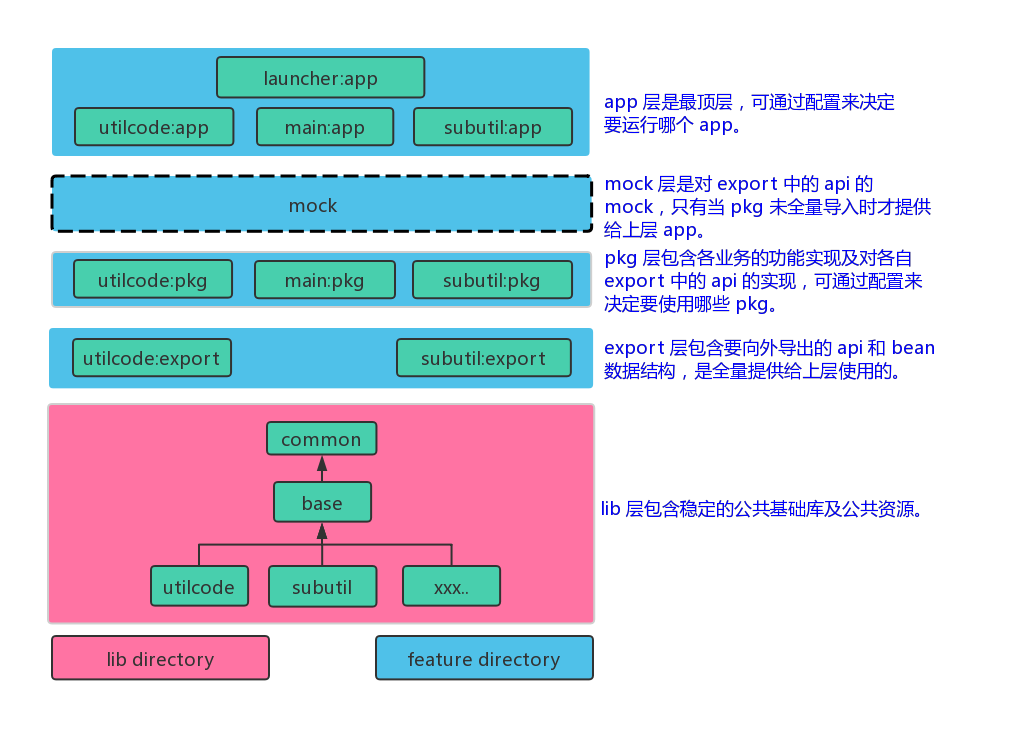 launcher:app
utilcode:app
main:app
subutil:app
app 层是最顶层，可通过配置来决定
要运行哪个 app。
mock
mock 层是对 export 中的 api 的
mock，只有当 pkg 未全量导入时才提供
给上层 app。
utilcode:pkg
main:pkg
subutil:pkg
pkg 层包含各业务的功能实现及对各自
export 中的 api 的实现，可通过配置来
决定要使用哪些 pkg。
utilcode:export
subutil:export
export 层包含要向外导出的 api 和 bean
数据结构，是全量提供给上层使用的。
common
base
utilcode
subutil
xxx..
lib 层包含稳定的公共基础库及公共资源。
lib directory
feature directory